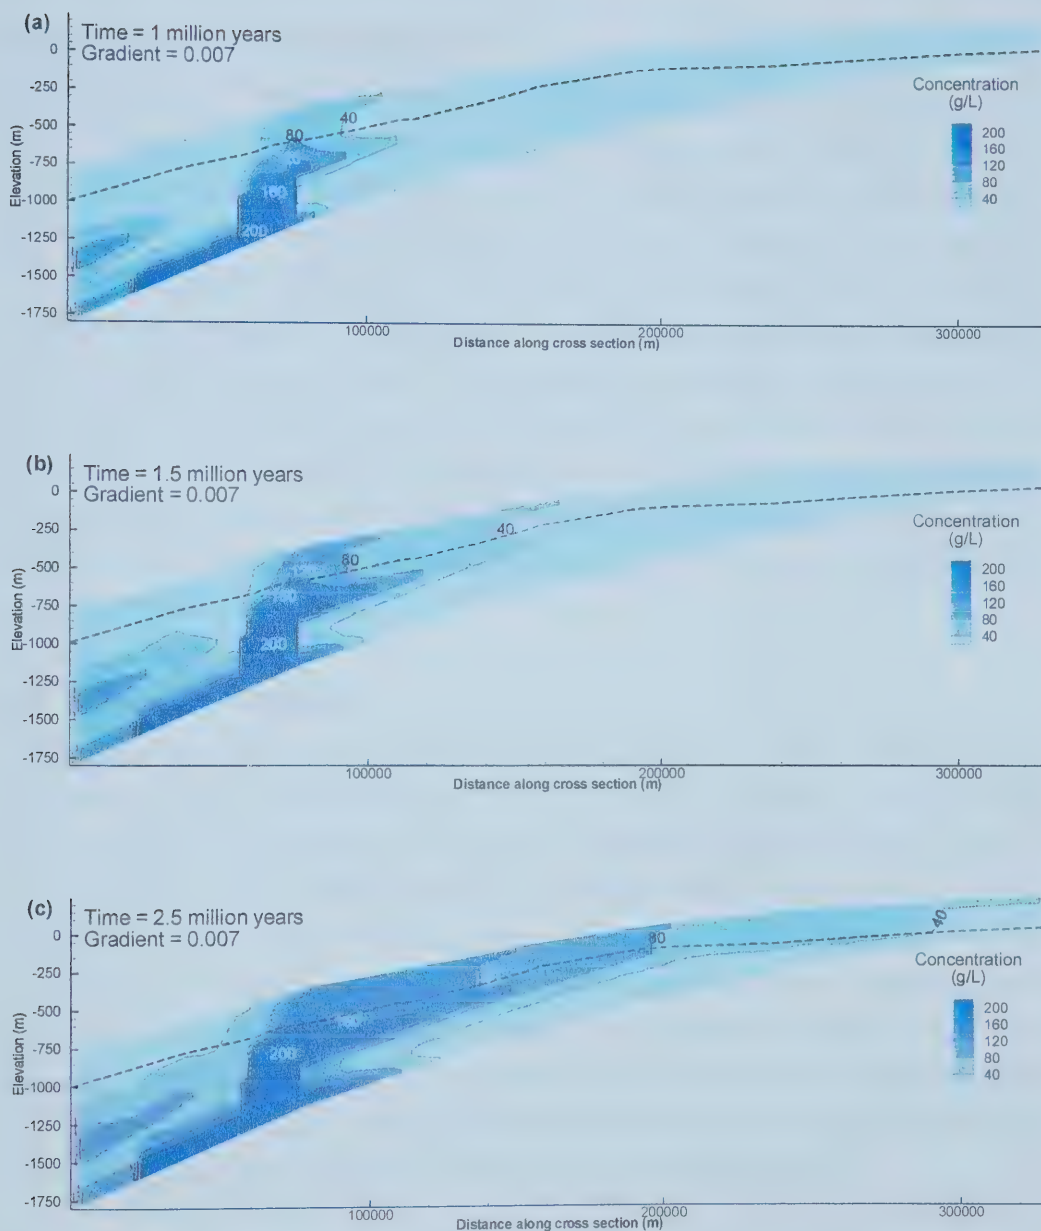 (a)
Time = 1 million years
Gradient = 0.007
0
-250
-500
-750
-1000
-1250
-1500
-1750
Elevation (m)
40
80
160
200
Concentration
(g/L)
200
160
120
80
40
100000
200000
300000
Distance along cross section (m)
(b)
Time = 1.5 million years
Gradient = 0.007
0
-250
-500
-750
-1000
-1250
-1500
-1750
Elevation (m)
40
80
200
Concentration
(g/L)
200
160
120
80
40
100000
200000
300000
Distance along cross section (m)
(c)
Time = 2.5 million years
Gradient = 0.007
0
-250
-500
-750
-1000
-1250
-1500
-1750
Elevation (m)
40
80
200
Concentration
(g/L)
200
160
120
80
40
100000
200000
300000
Distance along cross section (m)